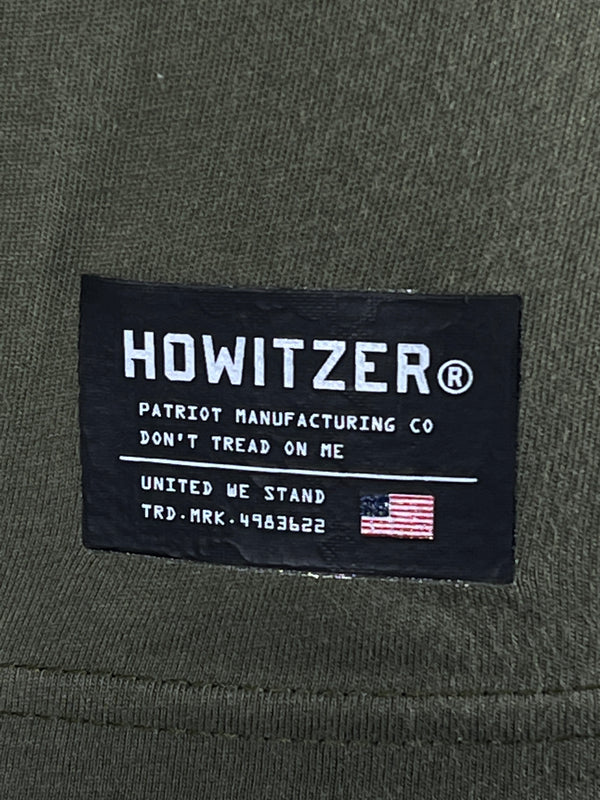 HOWITZER®
PATRIOT MANUFACTURING CO
DON'T TREAD ON ME
UNITED WE STAND
TRD·MRK·4983622